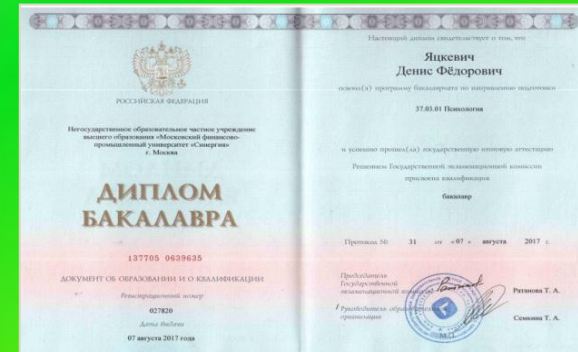 РОССИЙСКАЯ ФЕДЕРАЦИЯ
Негосударственное образовательное частное учреждение
высшего образования «Московский финансово-
промышленный университет «Синергия»
г. Москва
ДИПЛОМ
БАКАЛАВРА
137705 0639635
ДОКУМЕНТ ОБ ОБРАЗОВАНИИ И О КВАЛИФИКАЦИИ
Регистрационный номер
027820
Дата выдачи
07 августа 2017 года
Настоящий диплом свидетельствует о том, что
Яцкевич
Денис Фёдорович
освоил(а) программу бакалавриата по направлению подготовки
37.03.01 Психология
и успешно прошел(ла) государственную итоговую аттестацию
Решением Государственной экзаменационной комиссии
присвоена квалификация
бакалавр
Протокол № 31 от «07» августа 2017 г.
Председатель
Государственной
экзаменационной комиссии Рязанова Т. А.
Руководитель образовательной
организации Семкина Т. А.
М.П.